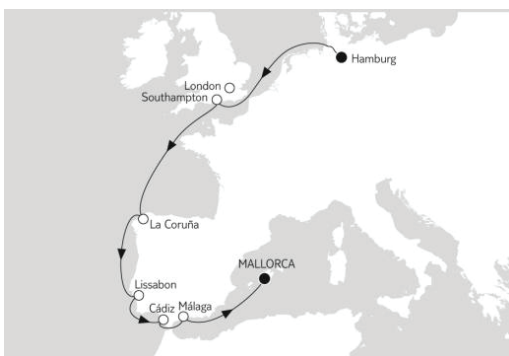 Hamburg
London
Southampton
La Coruña
MALLORCA
Lissabon
Cádiz
Málaga